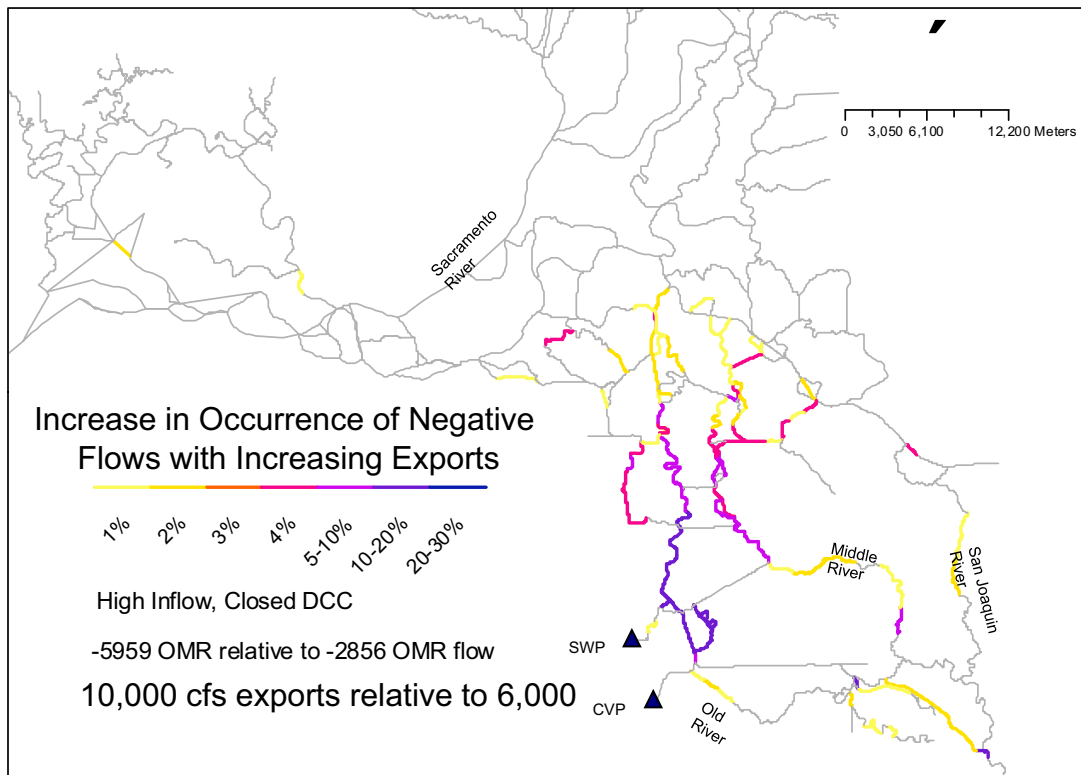 0 3,050 6,100 12,200 Meters
Sacramento
River
Increase in Occurrence of Negative
Flows with Increasing Exports
1% 2% 3% 4% 5-10% 10-20% 20-30%
High Inflow, Closed DCC
-5959 OMR relative to -2856 OMR flow
10,000 cfs exports relative to 6,000
Middle
River
San Joaquin
River
SWP
CVP
Old
River